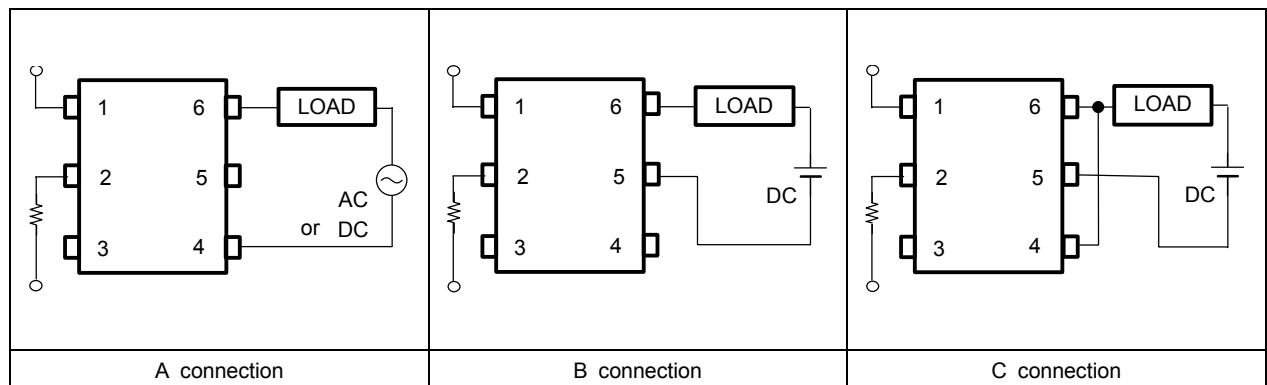 1 6 LOAD
2 5
AC
or DC
3 4
A connection
1 6 LOAD
2 5
DC
3 4
B connection
1 6 LOAD
2 5
DC
3 4
C connection